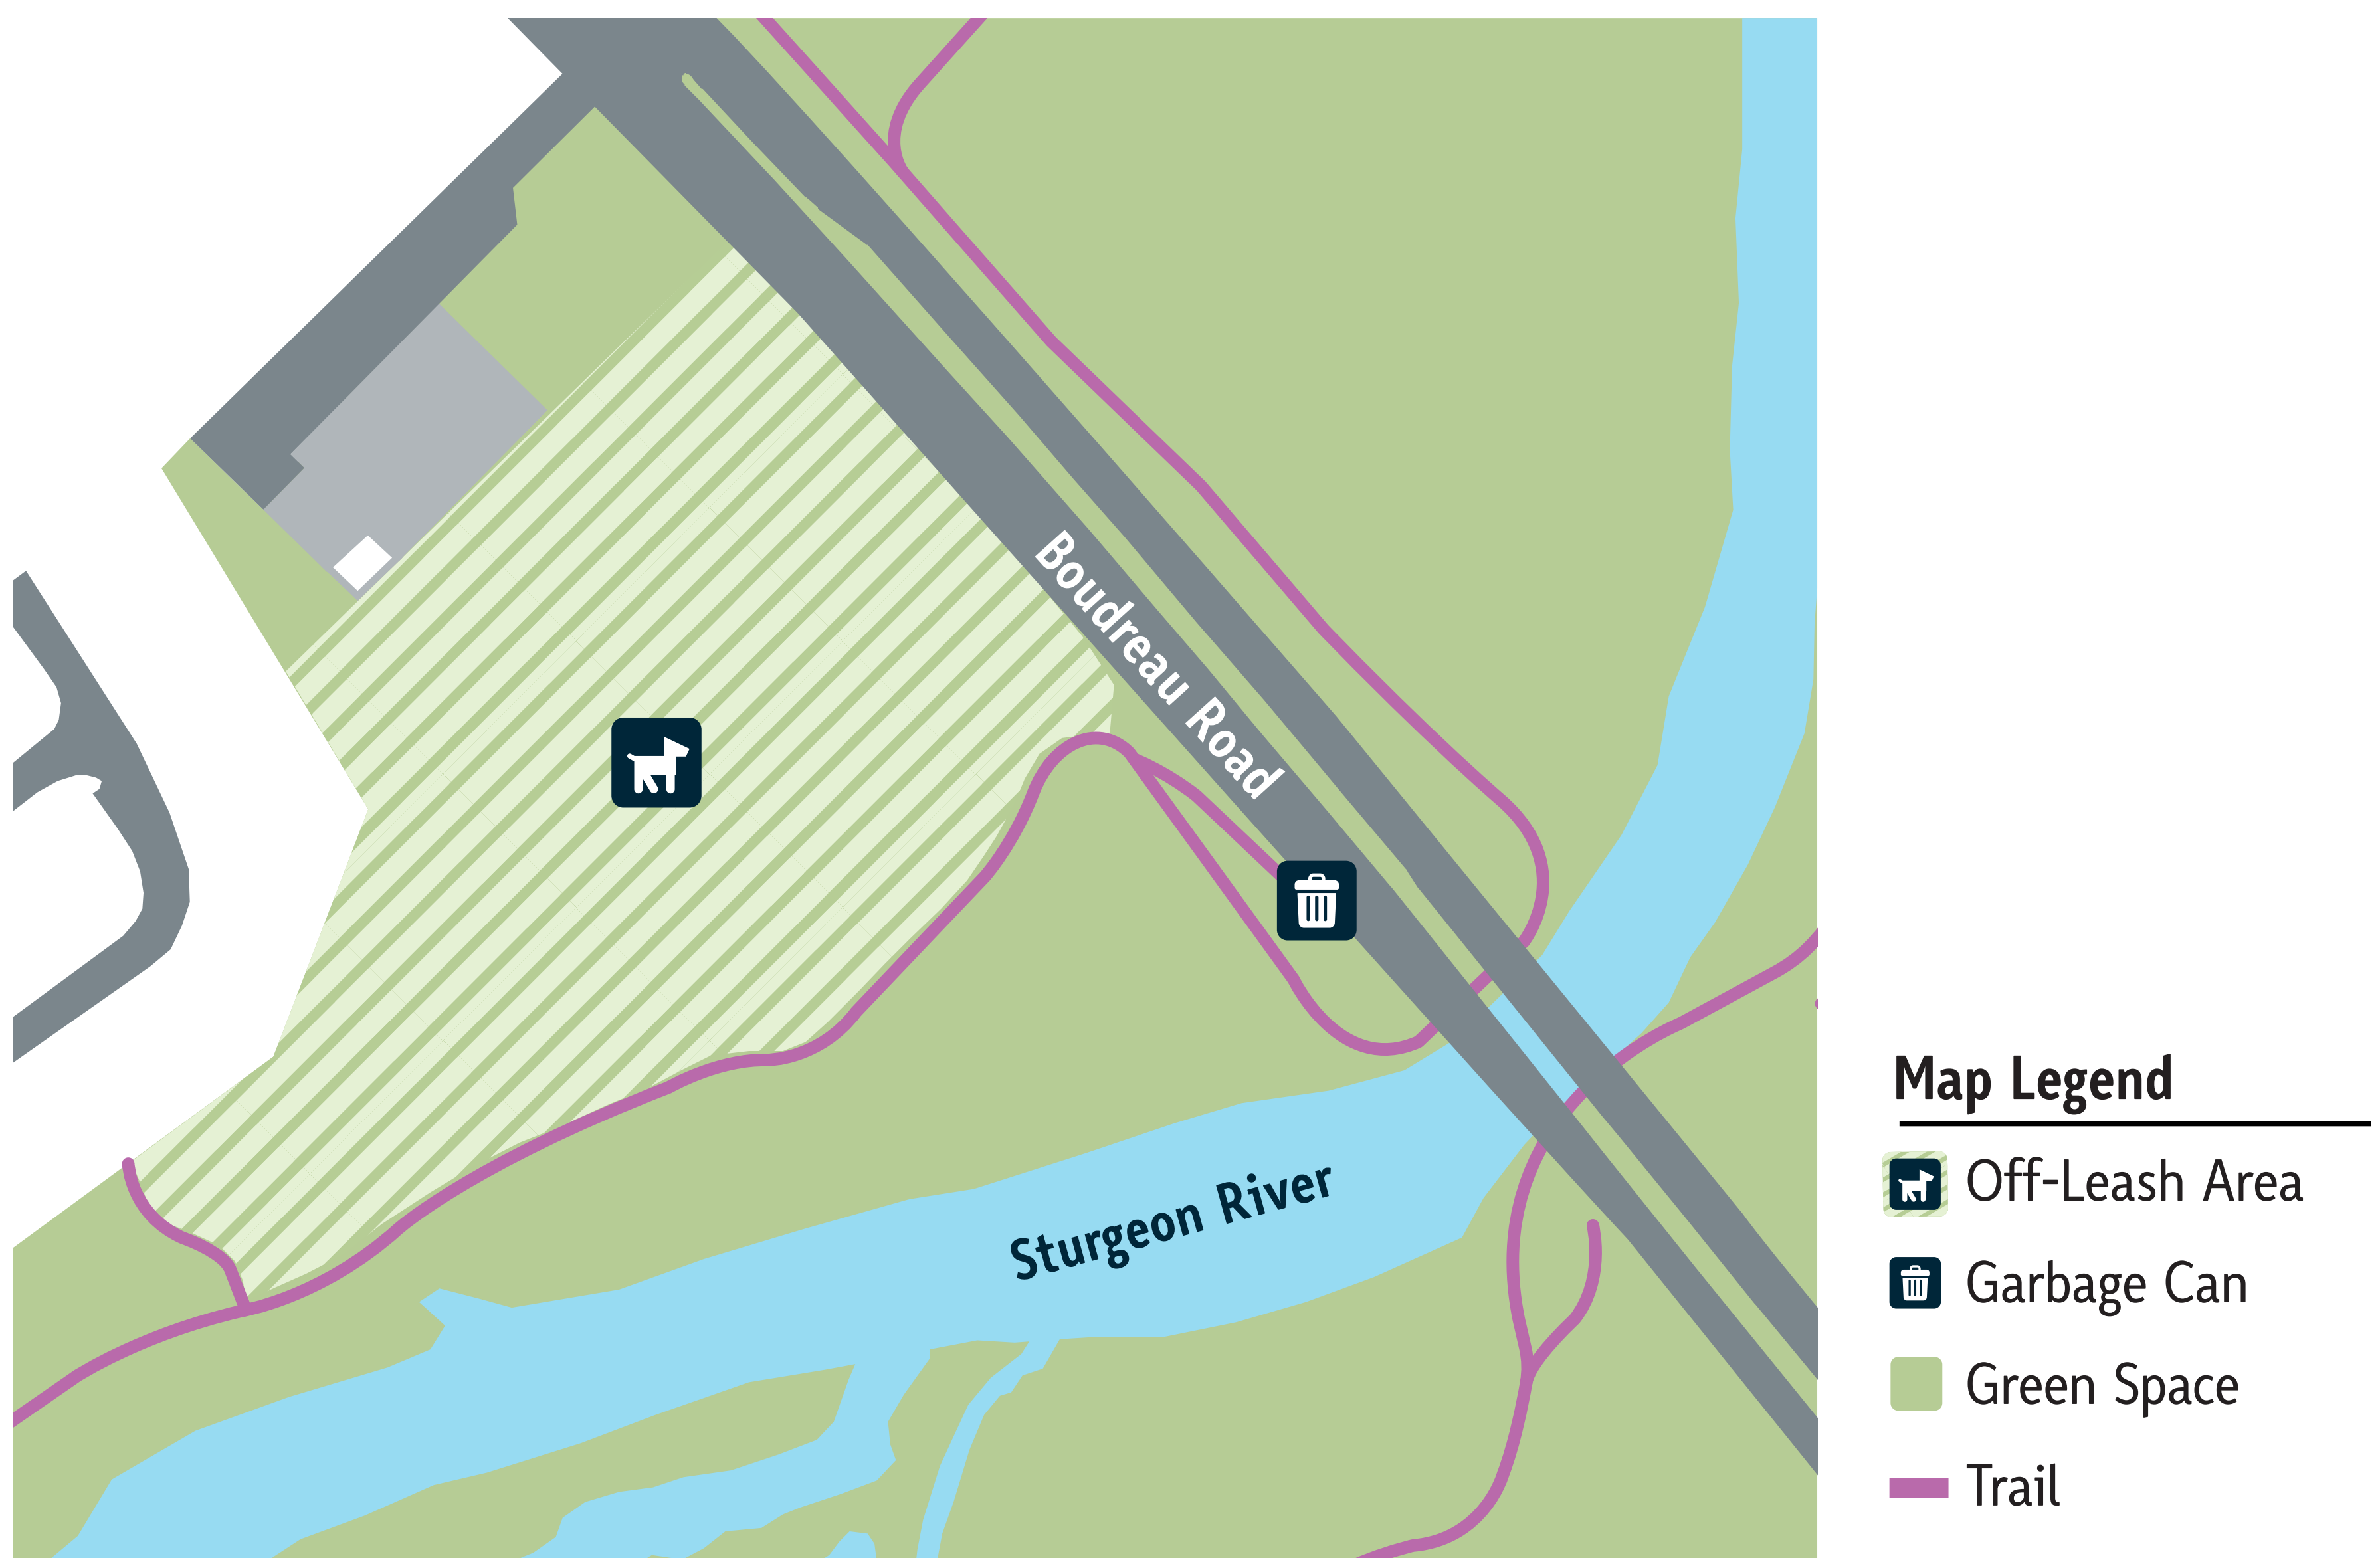 Boudreau Road
Sturgeon River
Map Legend
Off-Leash Area
Garbage Can
Green Space
Trail